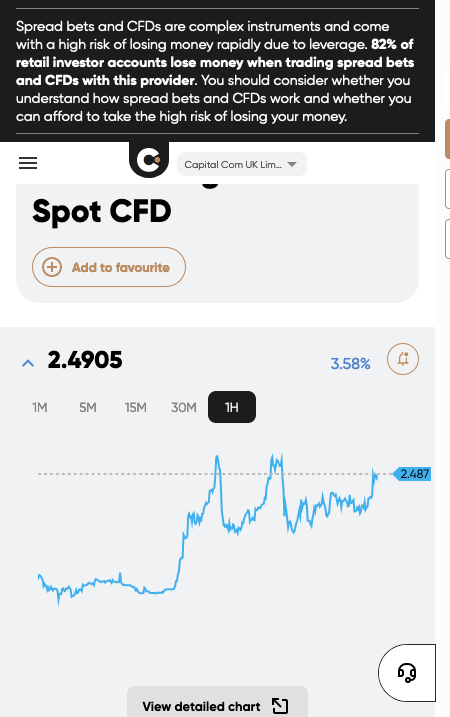 Spread bets and CFDs are complex instruments and come
with a high risk of losing money rapidly due to leverage. 82% of
retail investor accounts lose money when trading spread bets
and CFDs with this provider. You should consider whether you
understand how spread bets and CFDs work and whether you
can afford to take the high risk of losing your money.
Capital Com UK Lim...
Spot CFD
Add to favourite
2.4905
3.58%
1M 5M 15M 30M 1H
2.487
View detailed chart